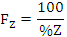 F_Z = 100/%Z